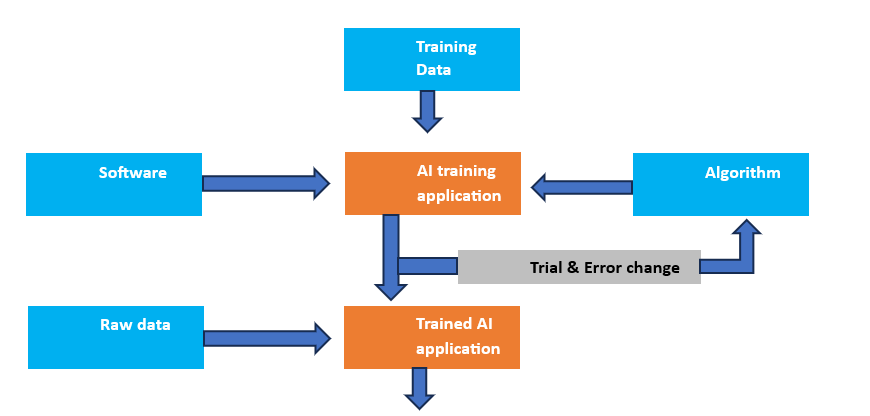 Training
Data
Software
AI training
application
Algorithm
Trial & Error change
Raw data
Trained AI
application